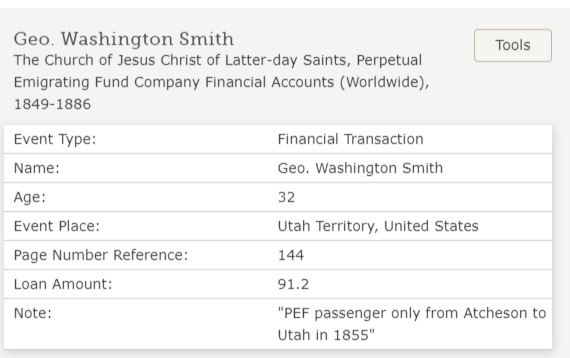 Geo. Washington Smith
Tools
The Church of Jesus Christ of Latter-day Saints, Perpetual
Emigrating Fund Company Financial Accounts (Worldwide),
1849-1886
Event Type: Financial Transaction
Name: Geo. Washington Smith
Age: 32
Event Place: Utah Territory, United States
Page Number Reference: 144
Loan Amount: 91.2
Note: "PEF passenger only from Atcheson to
Utah in 1855"